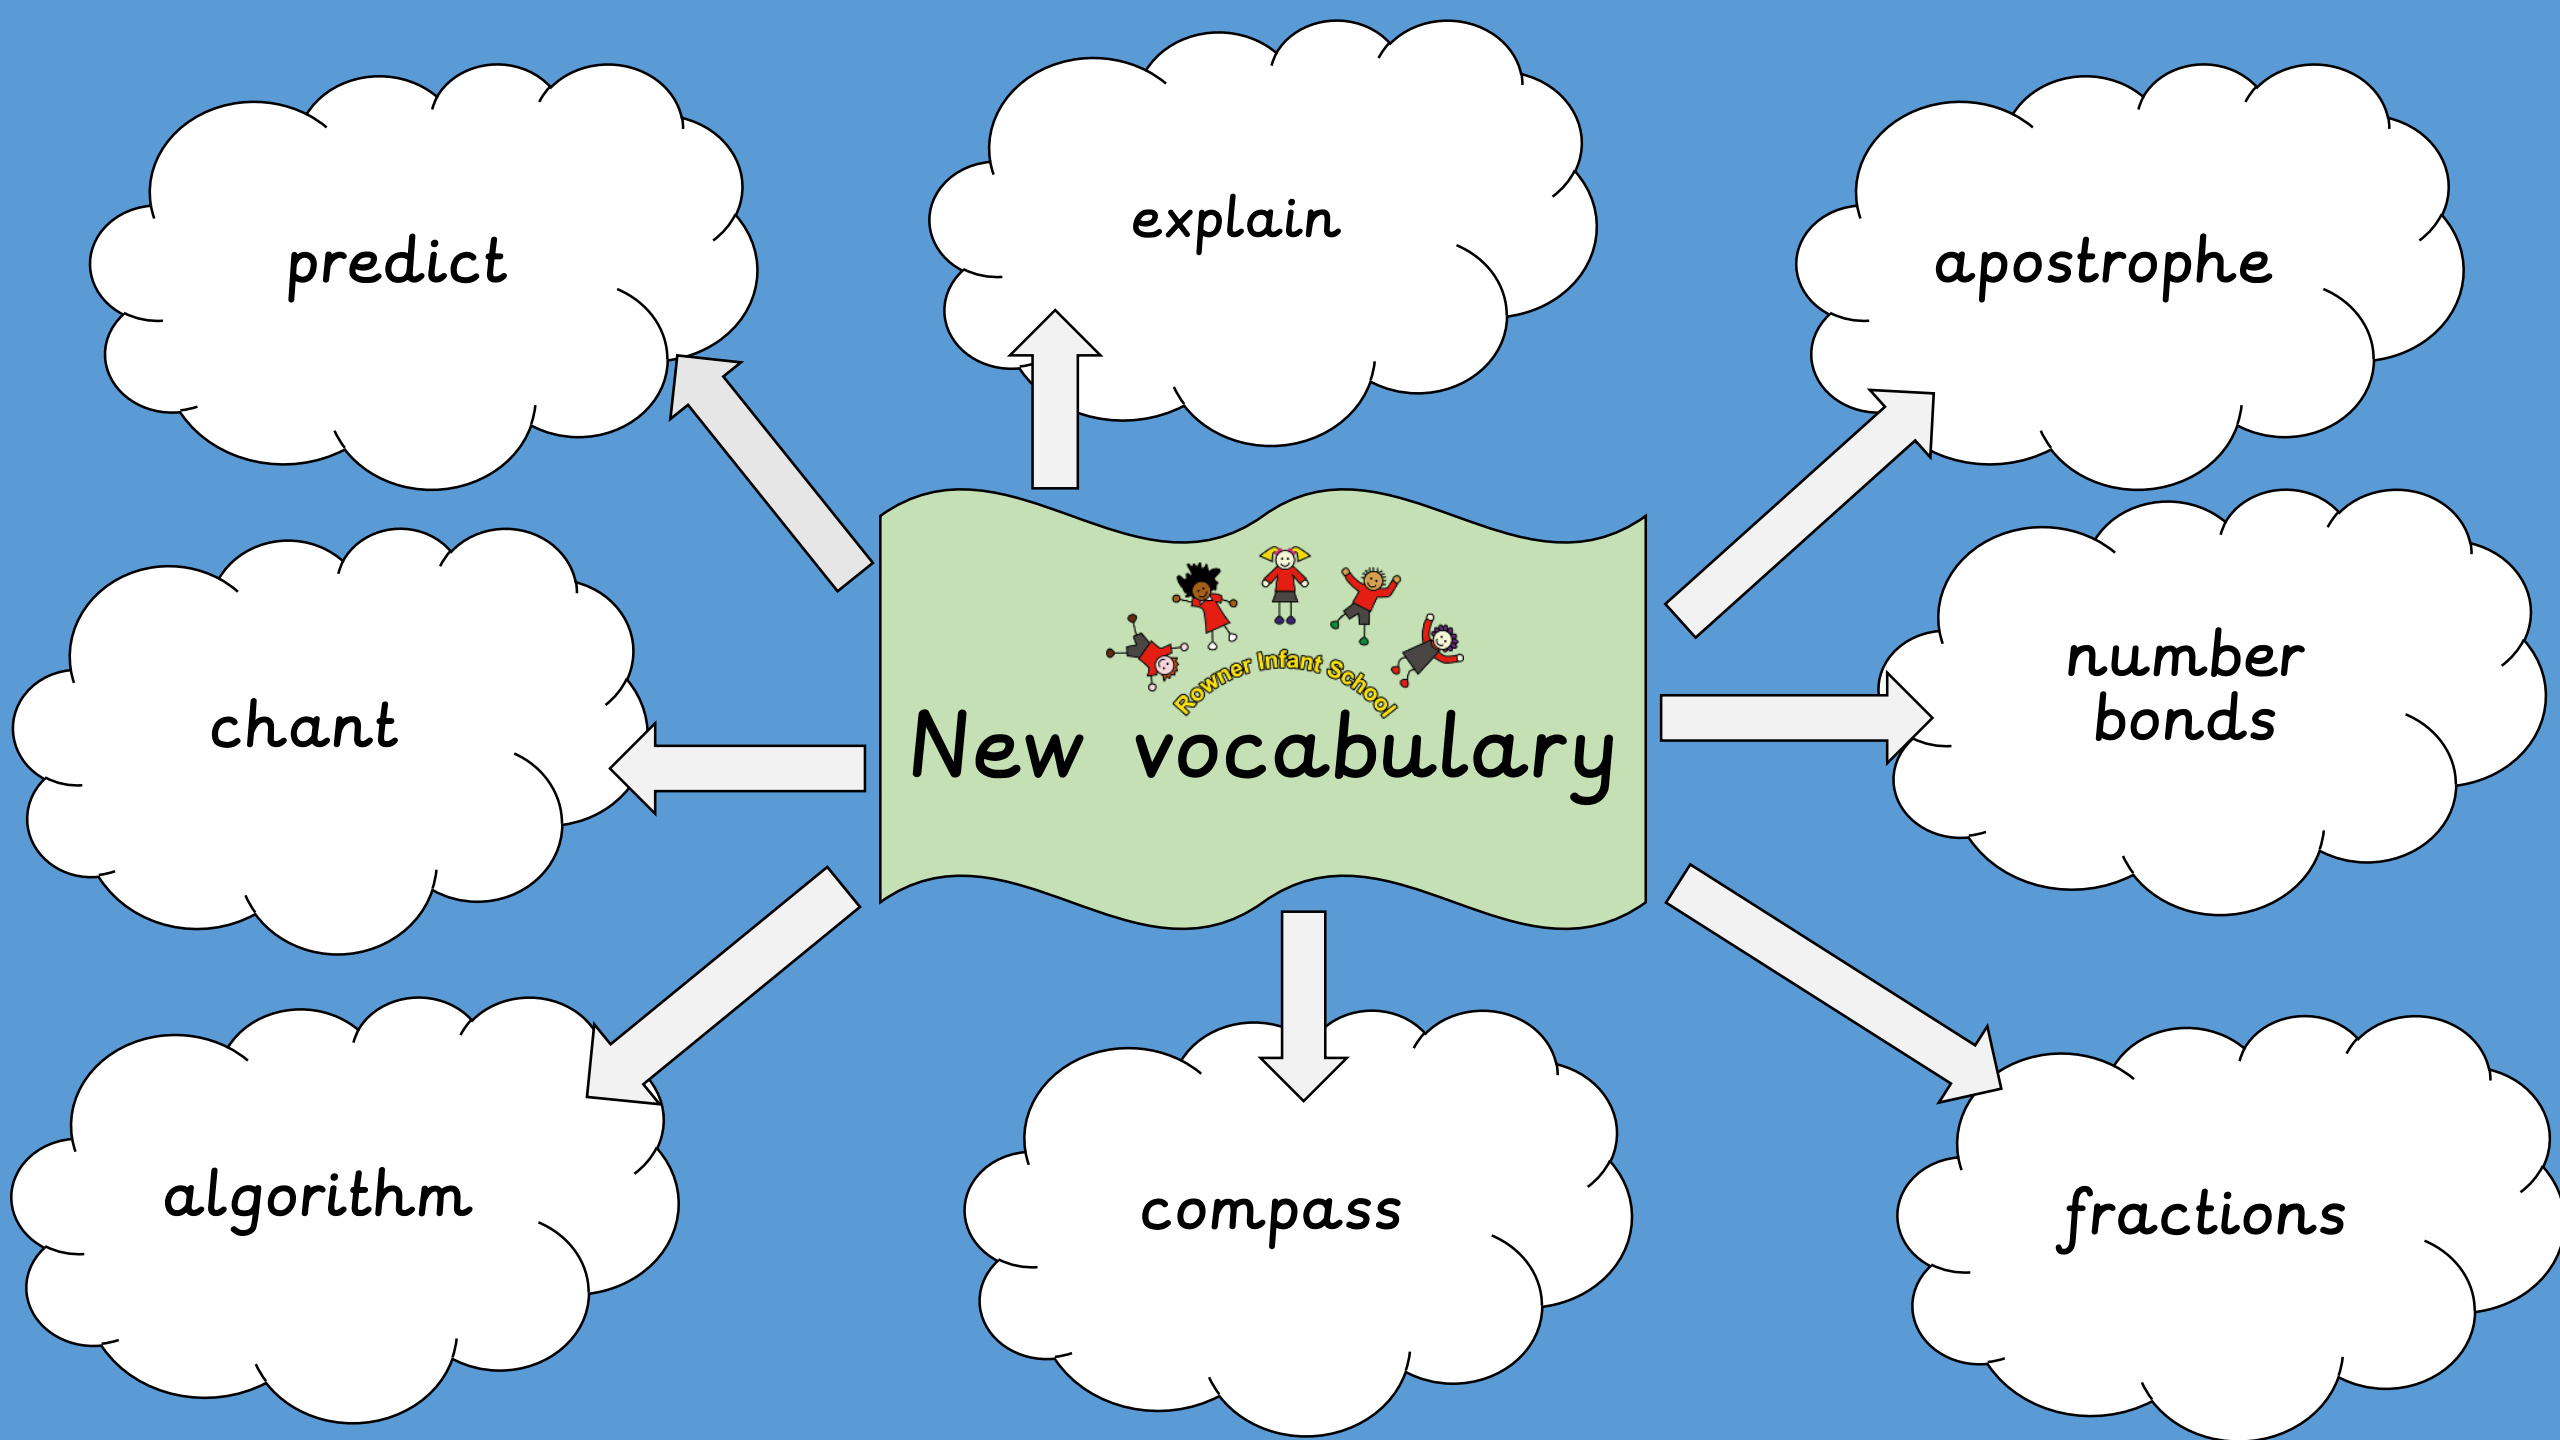 predict
explain
apostrophe
Rowner Infant School
New vocabulary
chant
number
bonds
algorithm
compass
fractions